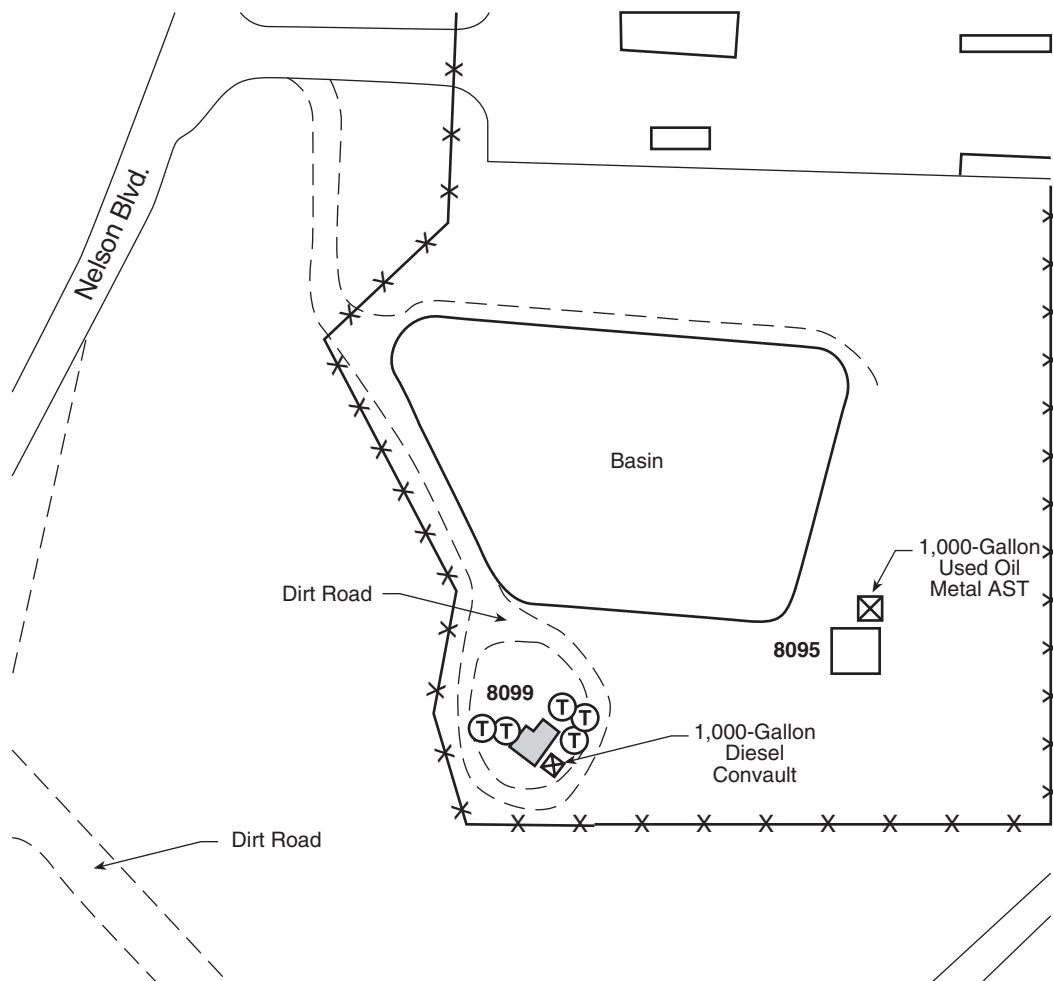 Nelson Blvd.
Basin
1,000-Gallon
Used Oil
Metal AST
Dirt Road
8095
8099
T
T
T
T
T
1,000-Gallon
Diesel
Convault
Dirt Road